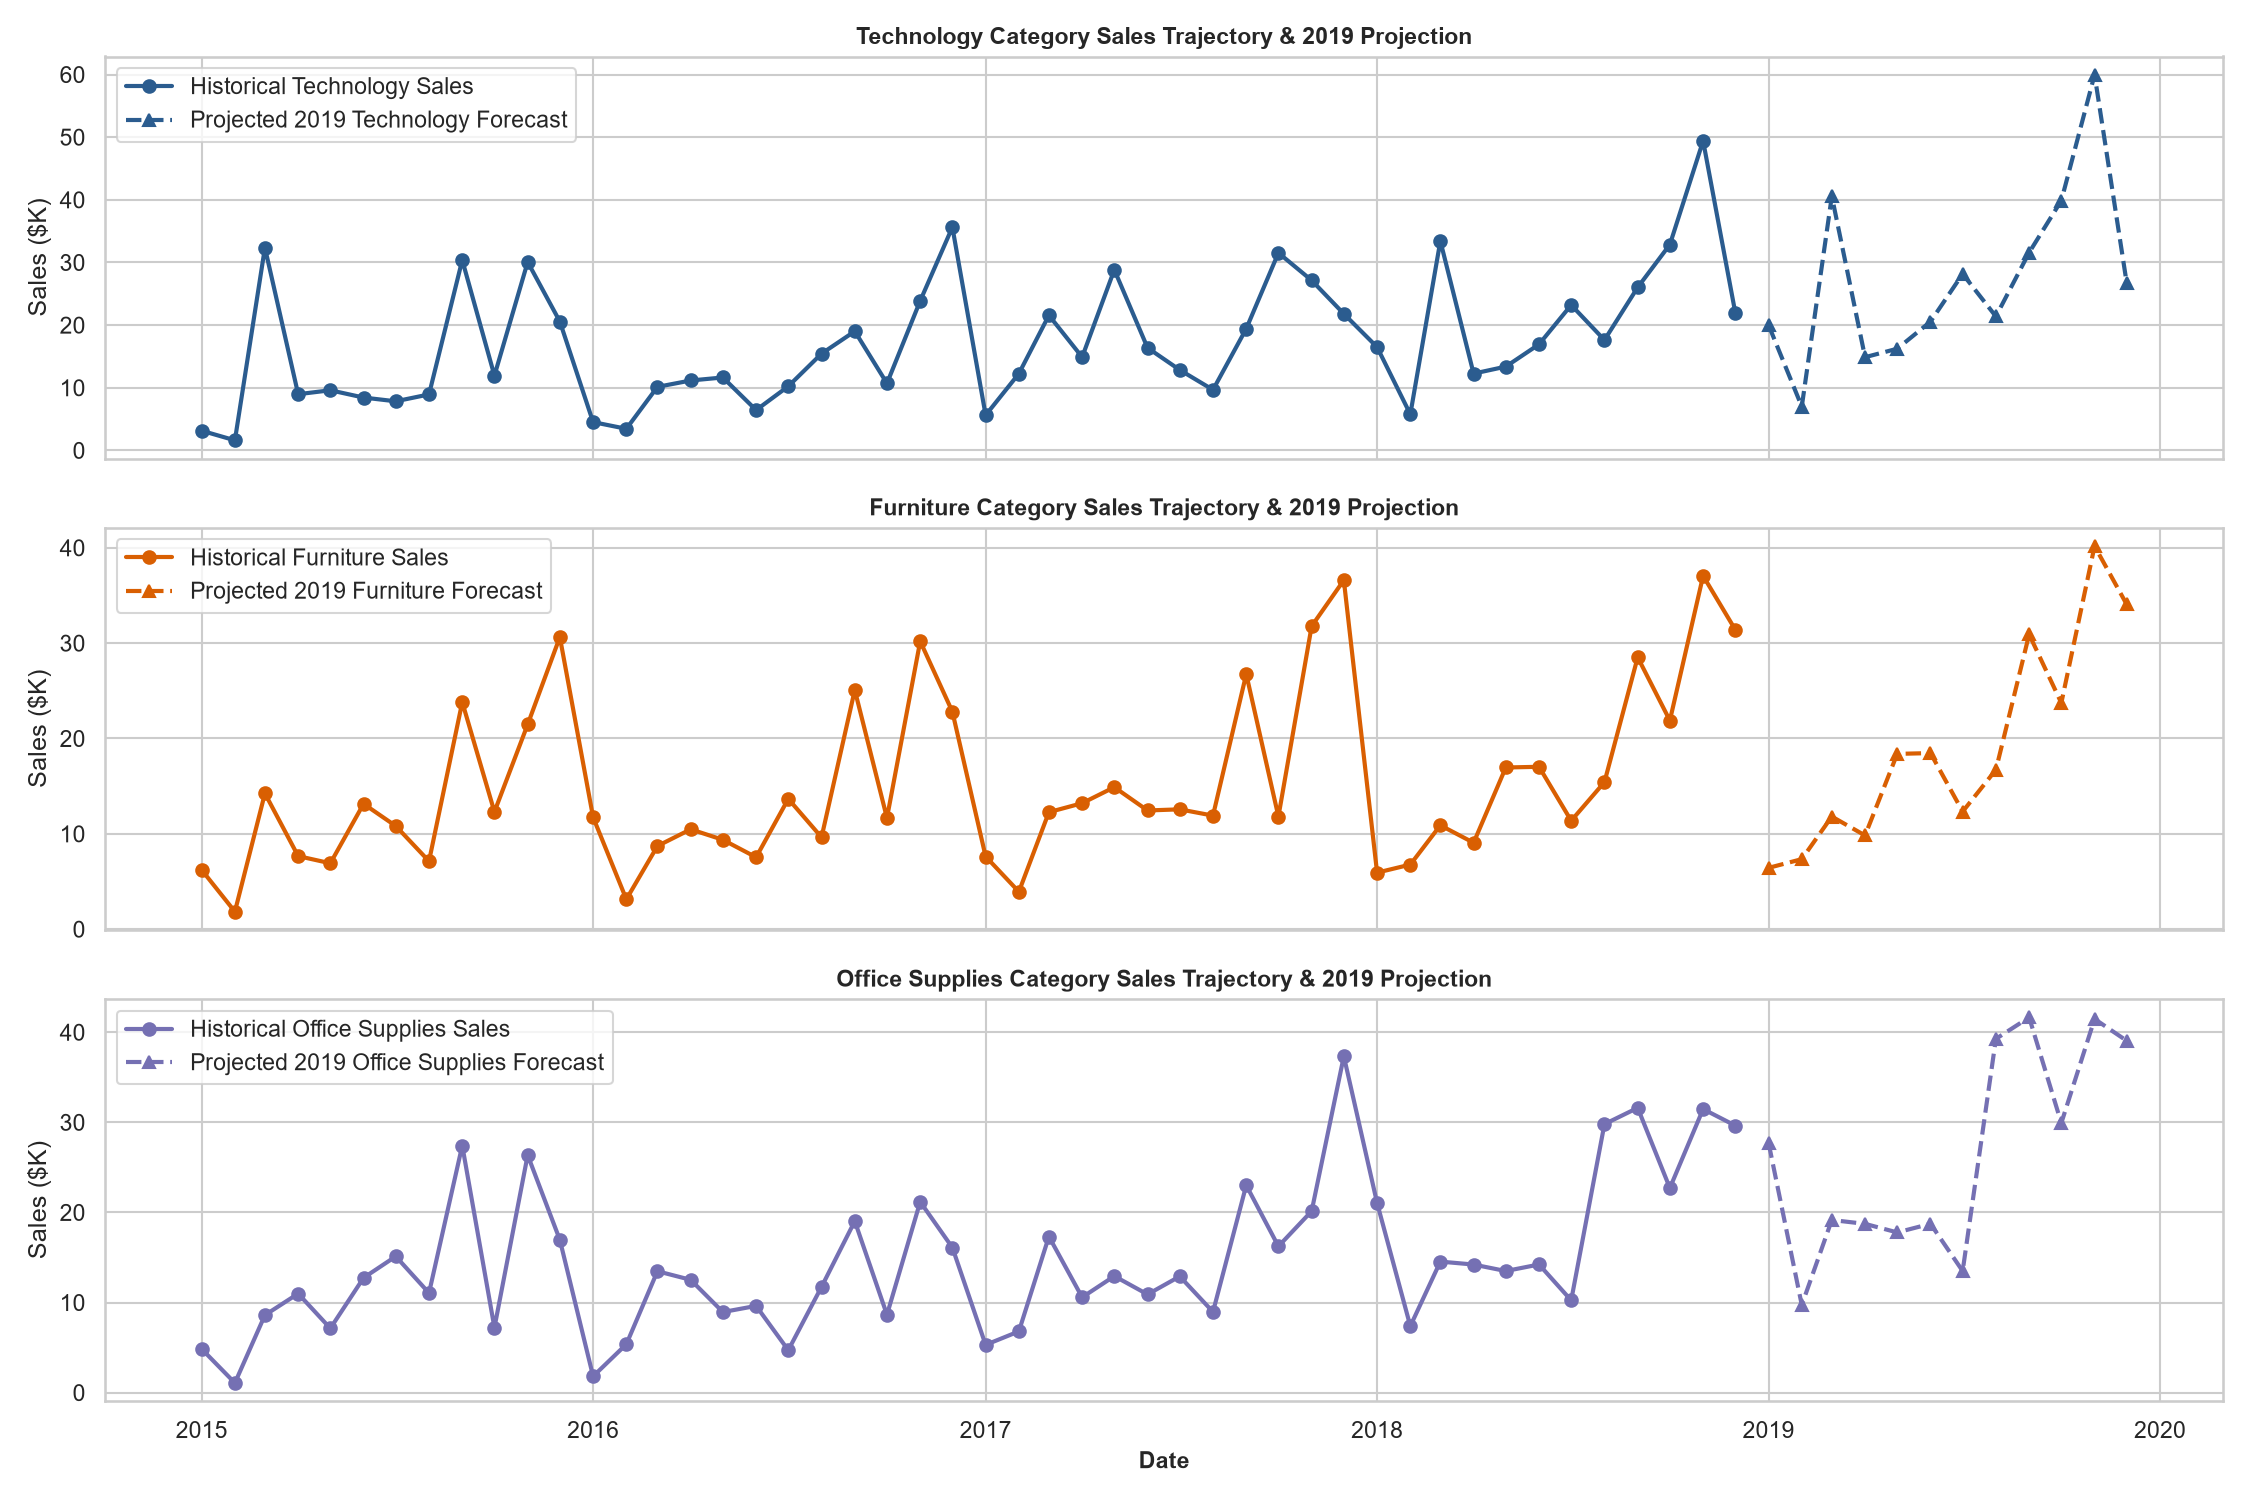 Technology Category Sales Trajectory & 2019 Projection
Historical Technology Sales
Projected 2019 Technology Forecast
Sales ($K)
60
50
40
30
20
10
0
Furniture Category Sales Trajectory & 2019 Projection
Historical Furniture Sales
Projected 2019 Furniture Forecast
Sales ($K)
40
30
20
10
0
Office Supplies Category Sales Trajectory & 2019 Projection
Historical Office Supplies Sales
Projected 2019 Office Supplies Forecast
Sales ($K)
40
30
20
10
0
2015 2016 2017 2018 2019 2020
Date